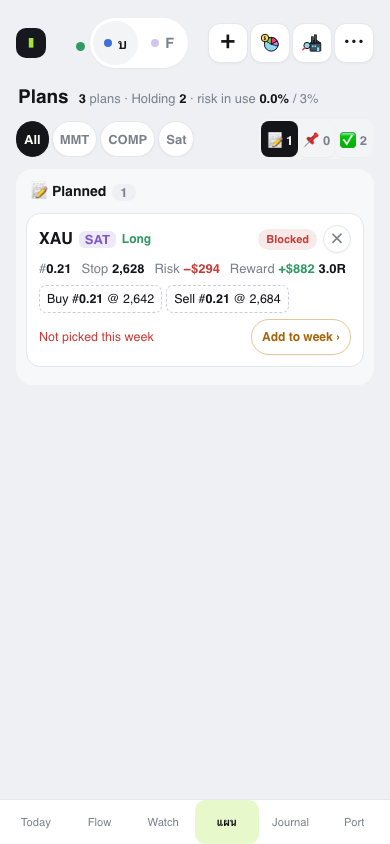 บ F + ...
Plans 3 plans · Holding 2 · risk in use 0.0% / 3%
All MMT COMP Sat 📝 1 📌 0 ✅ 2
📝 Planned 1
XAU SAT Long Blocked ✕
#0.21 Stop 2,628 Risk −$294 Reward +$882 3.0R
Buy #0.21 @ 2,642 Sell #0.21 @ 2,684
Not picked this week Add to week ›
Today Flow Watch แผน Journal Port